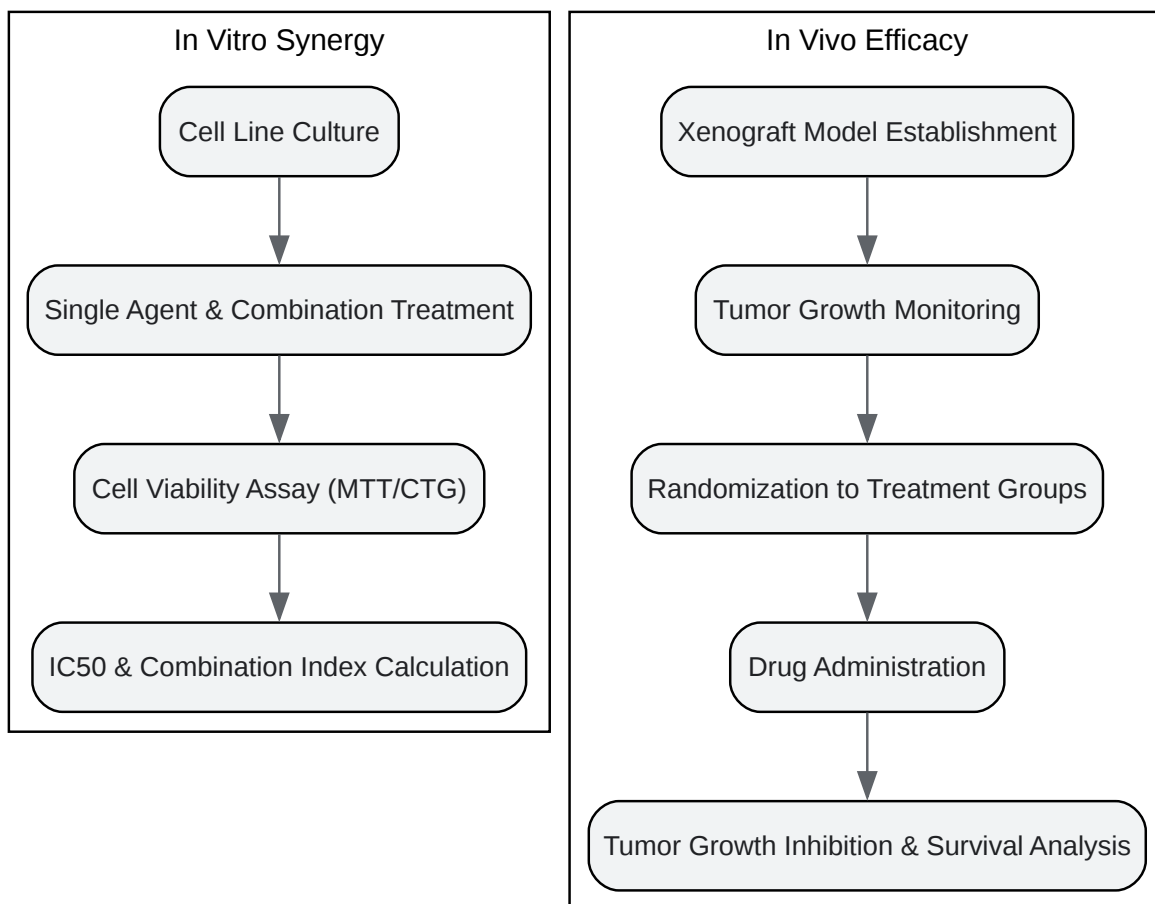 In Vitro Synergy
Cell Line Culture
Single Agent & Combination Treatment
Cell Viability Assay (MTT/CTG)
IC50 & Combination Index Calculation
In Vivo Efficacy
Xenograft Model Establishment
Tumor Growth Monitoring
Randomization to Treatment Groups
Drug Administration
Tumor Growth Inhibition & Survival Analysis